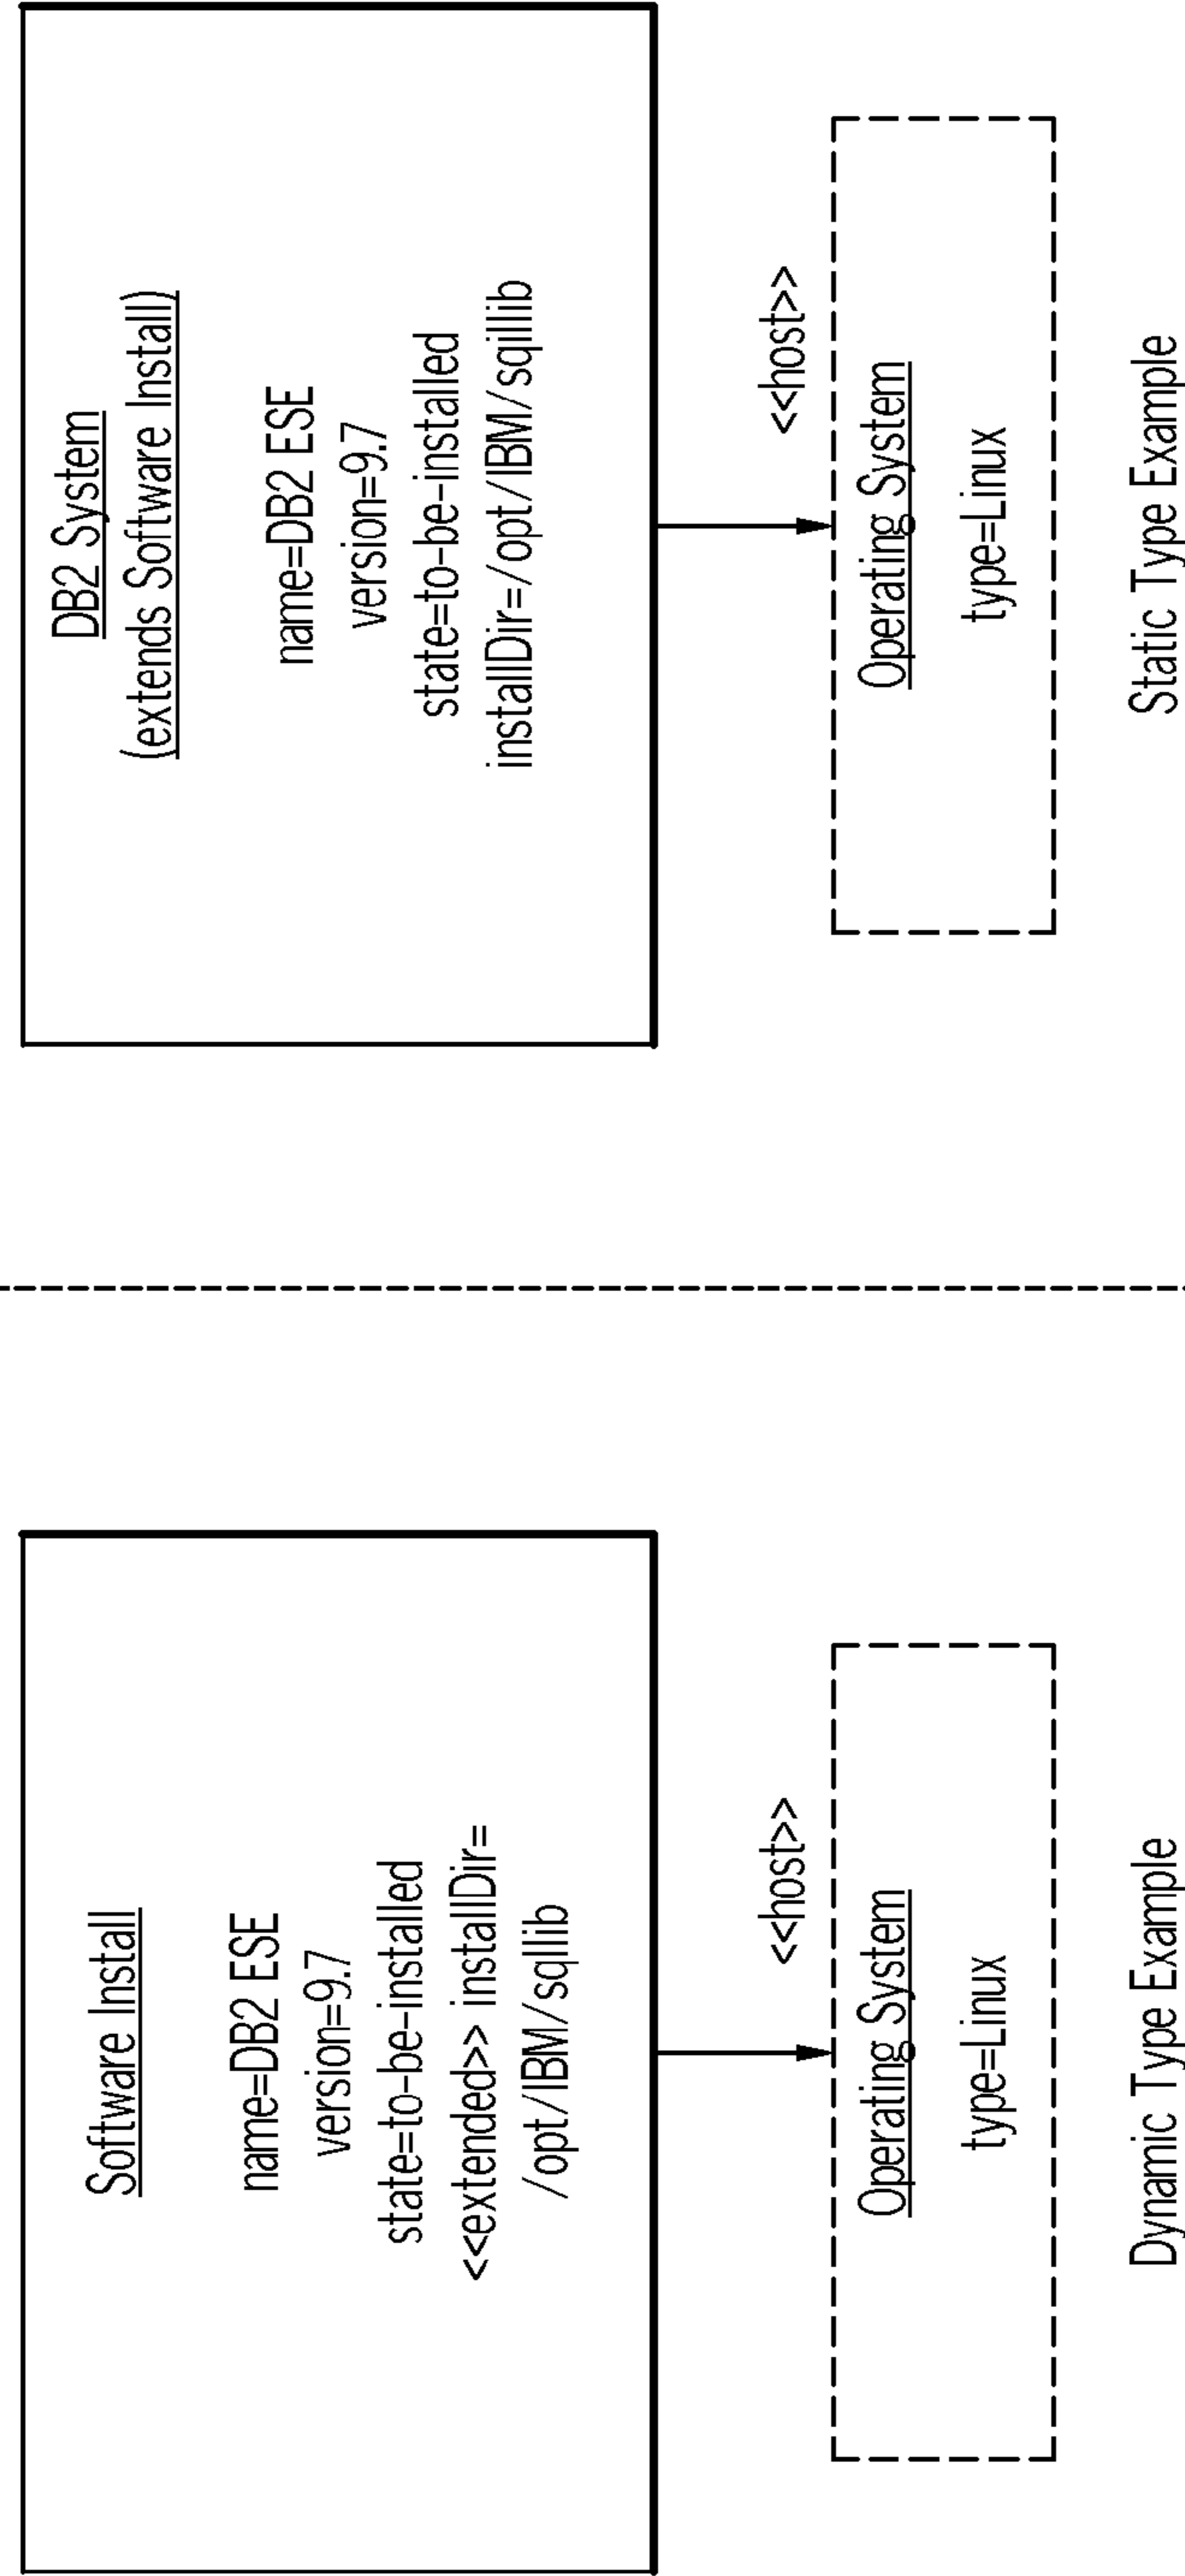 Software Install
name=DB2 ESE
version=9.7
state=to-be-installed
<<extended>> installDir=
/opt/IBM/sqllib
<<host>>
Operating System
type=Linux
Dynamic Type Example
DB2 System
(extends Software Install)
name=DB2 ESE
version=9.7
state=to-be-installed
installDir=/opt/IBM/sqillib
<<host>>
Operating System
type=Linux
Static Type Example